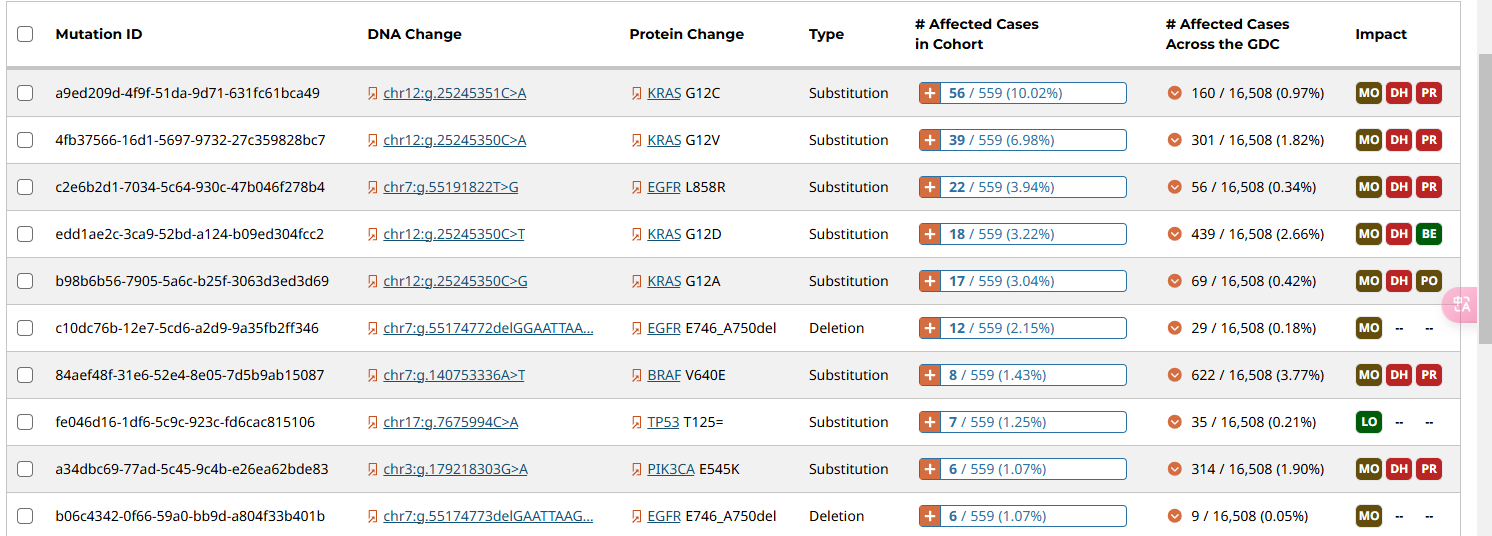 Mutation ID DNA Change Protein Change Type # Affected Cases in Cohort # Affected Cases Across the GDC Impact
a9ed209d-4f9f-51da-9d71-631fc61bca49 chr12:g.25245351C>A KRAS G12C Substitution 56 / 559 (10.02%) 160 / 16,508 (0.97%) MO DH PR
4fb37566-16d1-5697-9732-27c359828bc7 chr12:g.25245350C>A KRAS G12V Substitution 39 / 559 (6.98%) 301 / 16,508 (1.82%) MO DH PR
c2e6b2d1-7034-5c64-930c-47b046f278b4 chr7:g.55191822T>G EGFR L858R Substitution 22 / 559 (3.94%) 56 / 16,508 (0.34%) MO DH PR
edd1ae2c-3ca9-52bd-a124-b09ed304fcc2 chr12:g.25245350C>T KRAS G12D Substitution 18 / 559 (3.22%) 439 / 16,508 (2.66%) MO DH BE
b98b6b56-7905-5a6c-b25f-3063d3ed3d69 chr12:g.25245350C>G KRAS G12A Substitution 17 / 559 (3.04%) 69 / 16,508 (0.42%) MO DH PO
c10dc76b-12e7-5cd6-a2d9-9a35fb2ff346 chr7:g.55174772delGGAATTAA... EGFR E746_A750del Deletion 12 / 559 (2.15%) 29 / 16,508 (0.18%) MO -- --
84aef48f-31e6-52e4-8e05-7d5b9ab15087 chr7:g.140753336A>T BRAF V640E Substitution 8 / 559 (1.43%) 622 / 16,508 (3.77%) MO DH PR
fe046d16-1df6-5c9c-923c-fd6cac815106 chr17:g.7675994C>A TP53 T125= Substitution 7 / 559 (1.25%) 35 / 16,508 (0.21%) LO -- --
a34dbc69-77ad-5c45-9c4b-e26ea62bde83 chr3:g.179218303G>A PIK3CA E545K Substitution 6 / 559 (1.07%) 314 / 16,508 (1.90%) MO DH PR
b06c4342-0f66-59a0-bb9d-a804f33b401b chr7:g.55174773delGAATTAAG... EGFR E746_A750del Deletion 6 / 559 (1.07%) 9 / 16,508 (0.05%) MO -- --